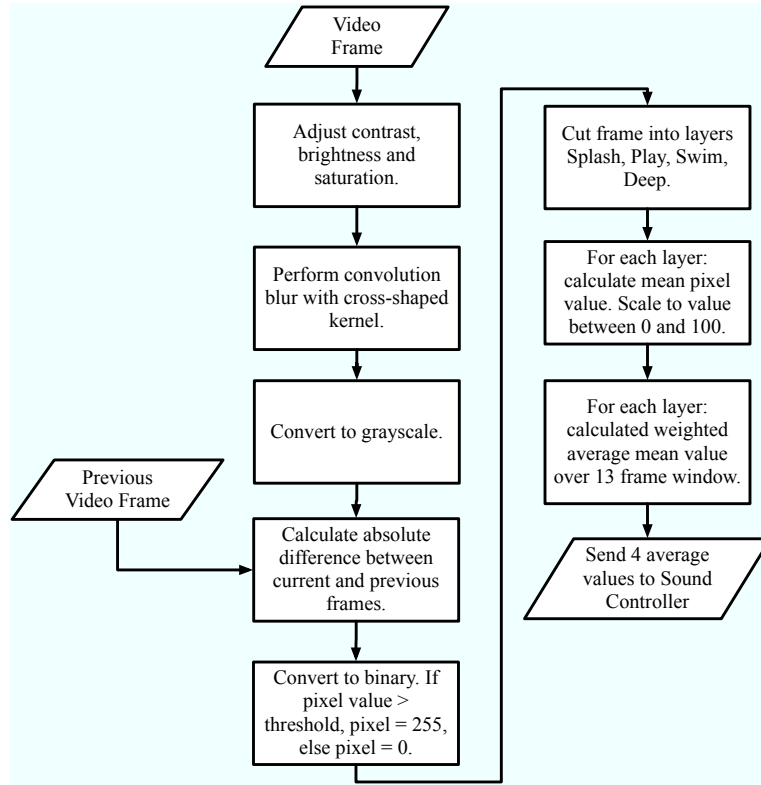 Video
Frame
Adjust contrast,
brightness and
saturation.
Perform convolution
blur with cross-shaped
kernel.
Convert to grayscale.
Previous
Video Frame
Calculate absolute
difference between
current and previous
frames.
Convert to binary. If
pixel value >
threshold, pixel = 255,
else pixel = 0.
Cut frame into layers
Splash, Play, Swim,
Deep.
For each layer:
calculate mean pixel
value. Scale to value
between 0 and 100.
For each layer:
calculated weighted
average mean value
over 13 frame window.
Send 4 average
values to Sound
Controller